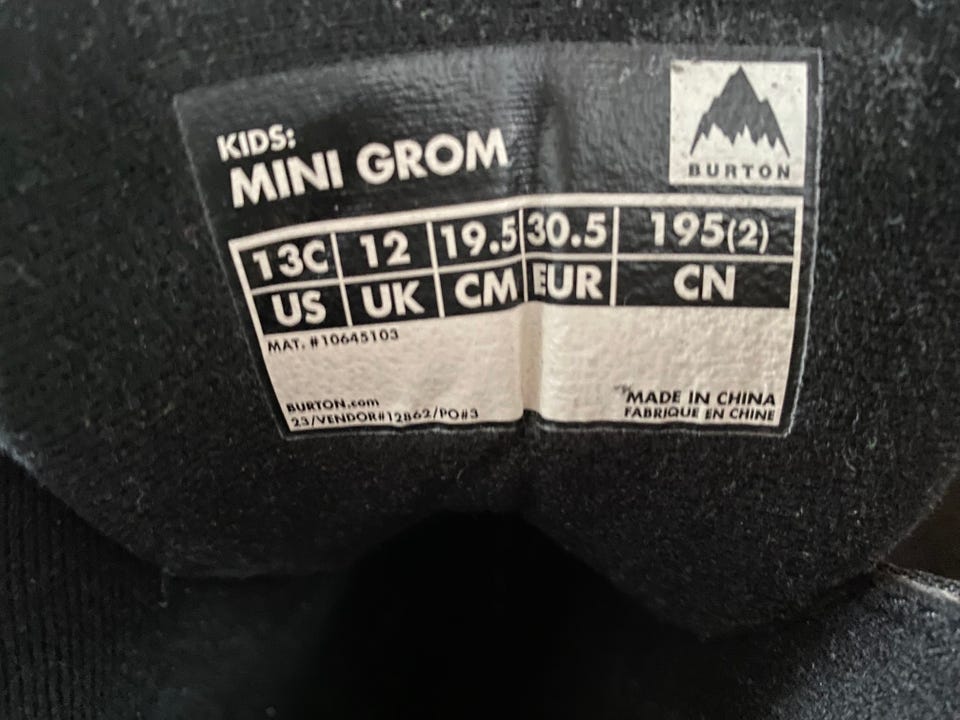 KIDS:
MINI GROM
BURTON
13C 12 19.5 30.5 195(2)
US UK CM EUR CN
MAT. #10645103
BURTON.com
23/VENDOR#12862/PO#3
MADE IN CHINA
FABRIQUE EN CHINE